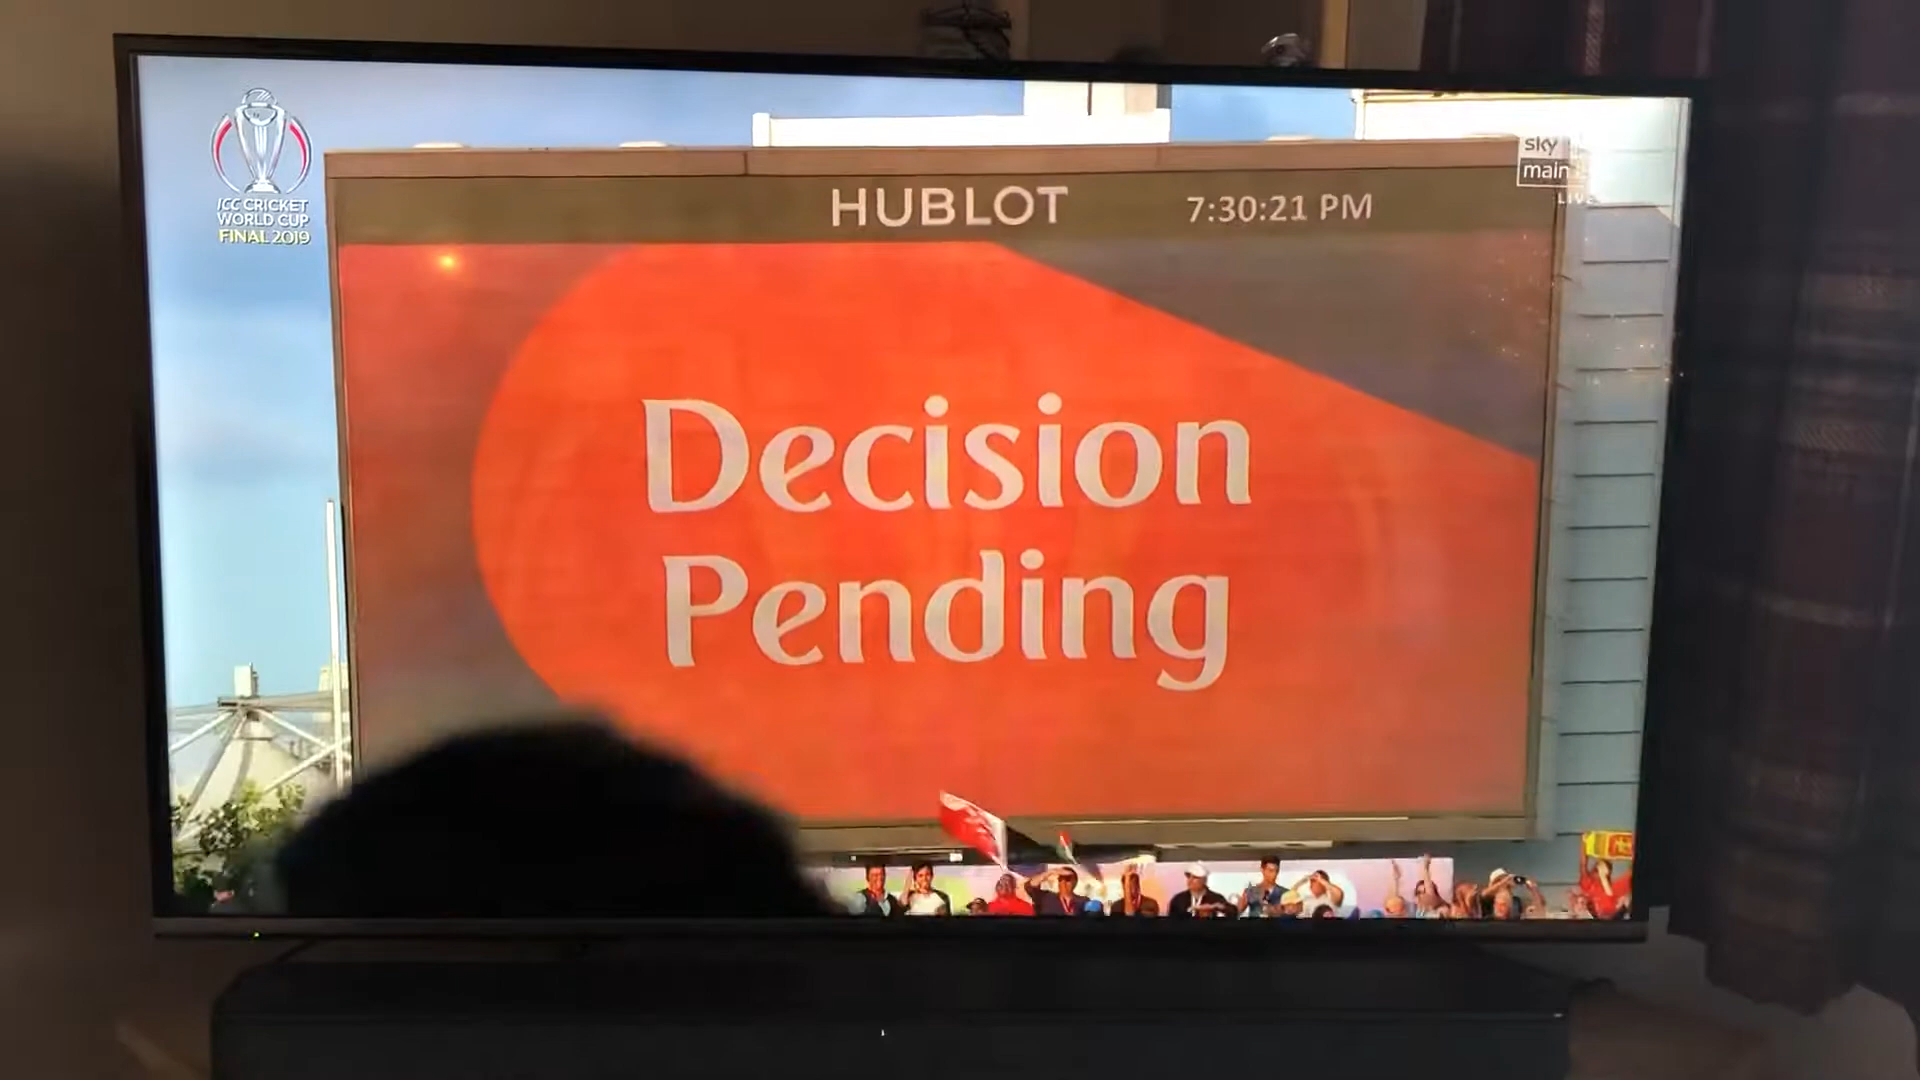 ICC CRICKET
WORLD CUP
FINAL 2019
HUBLOT
7:30:21 PM
sky
main
LIVE
Decision
Pending